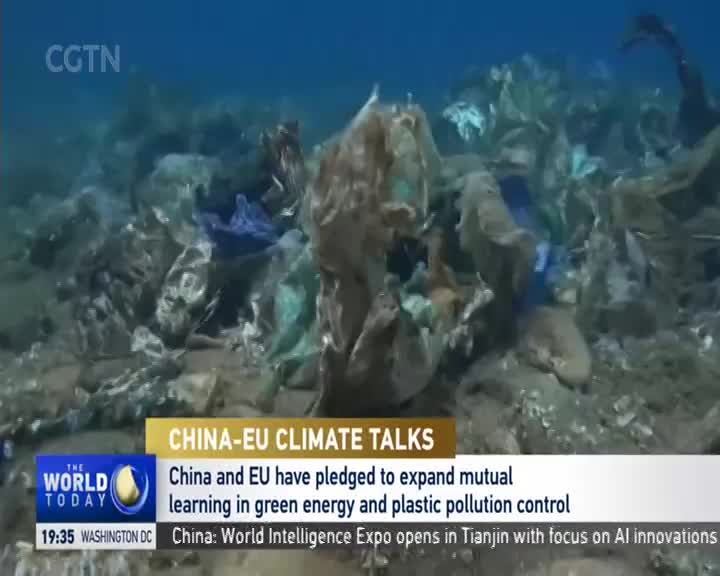 CGTN
CHINA-EU CLIMATE TALKS
THE
WORLD
TODAY
China and EU have pledged to expand mutual
learning in green energy and plastic pollution control
19:35 WASHINGTON DC
China: World Intelligence Expo opens in Tianjin with focus on AI innovations